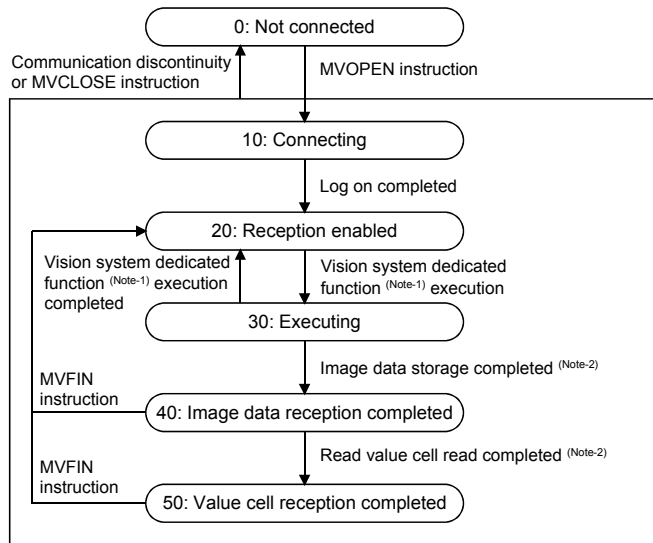 0: Not connected
Communication discontinuity
or MVCLOSE instruction
MVOPEN instruction
10: Connecting
Log on completed
20: Reception enabled
Vision system dedicated
function (Note-1) execution
completed
Vision system dedicated
function (Note-1) execution
30: Executing
Image data storage completed (Note-2)
MVFIN
instruction
40: Image data reception completed
Read value cell read completed (Note-2)
MVFIN
instruction
50: Value cell reception completed